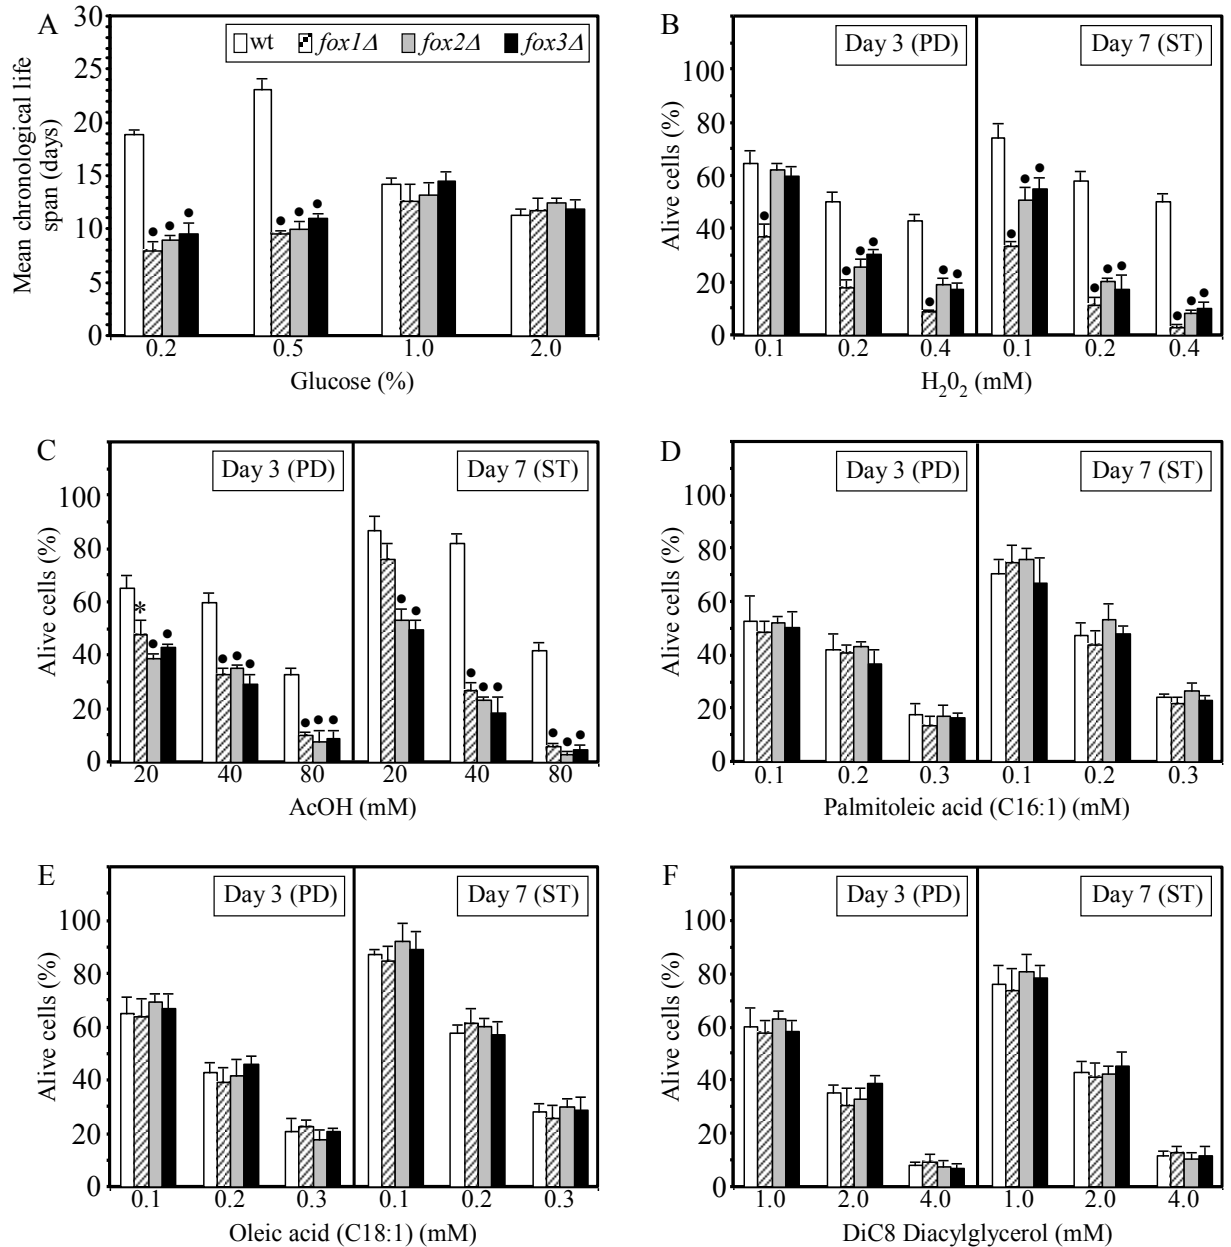 A
Mean chronological life
span (days)
30
25
20
15
10
5
0
wt fox1Δ fox2Δ fox3Δ
0.2 0.5 1.0 2.0
Glucose (%)
B
Alive cells (%)
100
80
60
40
20
0
Day 3 (PD) Day 7 (ST)
0.1 0.2 0.4 0.1 0.2 0.4
H₂0₂ (mM)
C
Alive cells (%)
100
80
60
40
20
0
Day 3 (PD) Day 7 (ST)
*
20 40 80 20 40 80
AcOH (mM)
D
Alive cells (%)
100
80
60
40
20
0
Day 3 (PD) Day 7 (ST)
0.1 0.2 0.3 0.1 0.2 0.3
Palmitoleic acid (C16:1) (mM)
E
Alive cells (%)
100
80
60
40
20
0
Day 3 (PD) Day 7 (ST)
0.1 0.2 0.3 0.1 0.2 0.3
Oleic acid (C18:1) (mM)
F
Alive cells (%)
100
80
60
40
20
0
Day 3 (PD) Day 7 (ST)
1.0 2.0 4.0 1.0 2.0 4.0
DiC8 Diacylglycerol (mM)